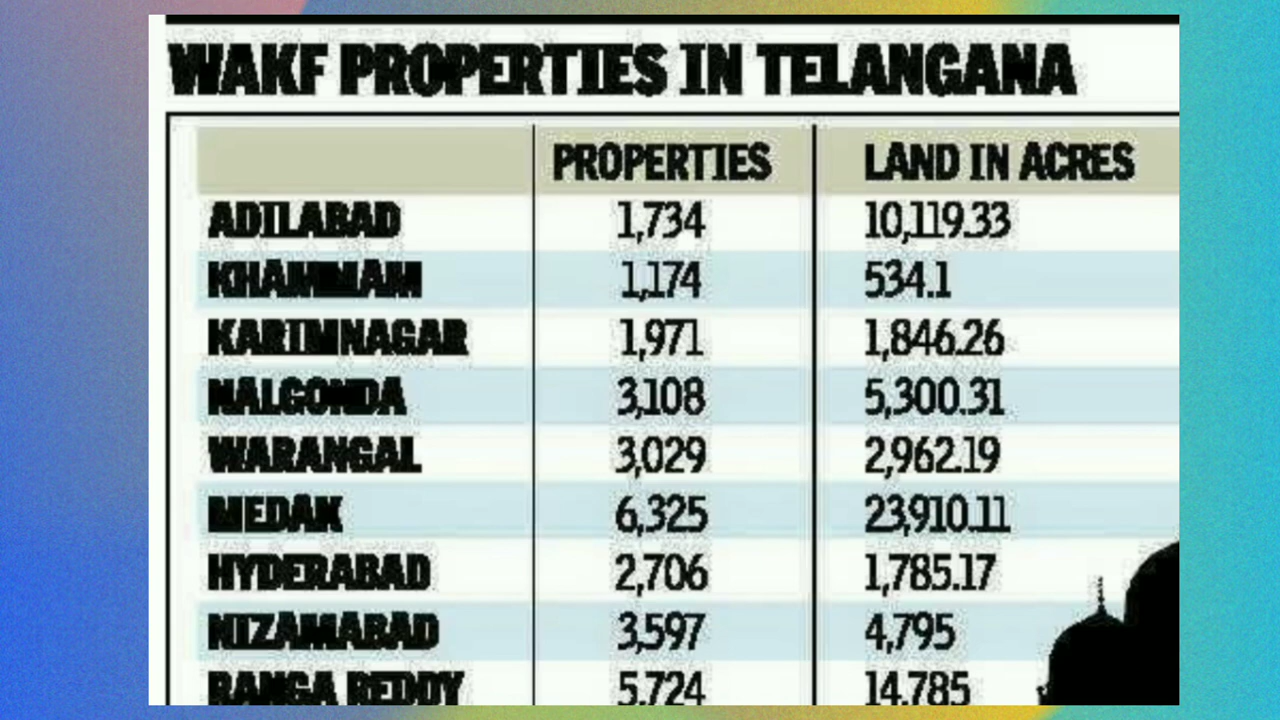 WAKF PROPERTIES IN TELANGANA
PROPERTIES LAND IN ACRES
ADILABAD 1,734 10,119.33
KHAMMAM 1,174 534.1
KARIMNAGAR 1,971 1,846.26
NALGONDA 3,108 5,300.31
WARANGAL 3,029 2,962.19
MEDAK 6,325 23,910.11
HYDERABAD 2,706 1,785.17
NIZAMABAD 3,597 4,795
RANGA REDDY 5,724 14,785